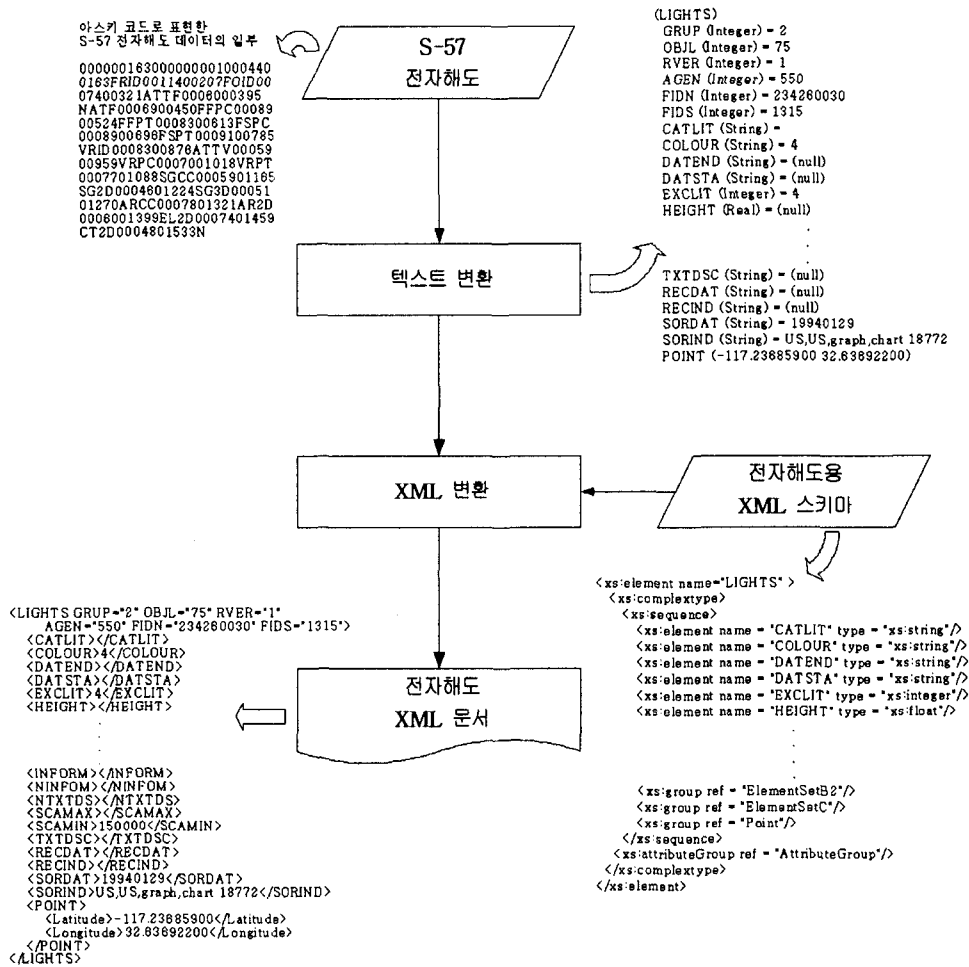 아스키 코드로 표현한
S-57 전자해도 데이터의 일부
0000001630000000001000440
0163FRID0011400207FOID00
07400321ATTF0006000395
NATF0006900450FFPC00089
00524FFPT0008300613FSPC
0008900696FSPT0009100785
VRID0008300876ATTV00059
00959VRPC0007001018VRPT
0007701088SGCC0005901165
SG2D0004601224SG3D00051
01270ARCC0007801321AR2D
0006001399EL2D0007401459
CT2D0004801533N
S-57
전자해도
(LIGHTS)
GRUP (Integer) = 2
OBJL (Integer) = 75
RVER (Integer) = 1
AGEN (Integer) = 550
FIDN (Integer) = 234260030
FIDS (Integer) = 1315
CATLIT (String) =
COLOUR (String) = 4
DATEND (String) = (null)
DATSTA (String) = (null)
EXCLIT (Integer) = 4
HEIGHT (Real) = (null)
.
.
.
TXTDSC (String) = (null)
RECDAT (String) = (null)
RECIND (String) = (null)
SORDAT (String) = 19940129
SORIND (String) = US,US,graph,chart 18772
POINT (-117.23685900 32.63692200)
텍스트 변환
XML 변환
전자해도용
XML 스키마
<xs:element name="LIGHTS" >
<xs:complextype>
<xs:sequence>
<xs:element name = "CATLIT" type = "xs:string"/>
<xs:element name = "COLOUR" type = "xs:string"/>
<xs:element name = "DATEND" type = "xs:string"/>
<xs:element name = "DATSTA" type = "xs:string"/>
<xs:element name = "EXCLIT" type = "xs:integer"/>
<xs:element name = "HEIGHT" type = "xs:float"/>
.
.
.
<xs:group ref = "ElementSetB2"/>
<xs:group ref = "ElementSetC"/>
<xs:group ref = "Point"/>
</xs:sequence>
<xs:attributeGroup ref = "AttributeGroup"/>
</xs:complextype>
</xs:element>
전자해도
XML 문서
<LIGHTS GRUP="2" OBJL="75" RVER="1"
AGEN="550" FIDN="234260030" FIDS="1315">
<CATLIT></CATLIT>
<COLOUR>4</COLOUR>
<DATEND></DATEND>
<DATSTA></DATSTA>
<EXCLIT>4</EXCLIT>
<HEIGHT></HEIGHT>
.
.
.
<INFORM></INFORM>
<NINFOM></NINFOM>
<NTXTDS></NTXTDS>
<SCAMAX></SCAMAX>
<SCAMIN>150000</SCAMIN>
<TXTDSC></TXTDSC>
<RECDAT></RECDAT>
<RECIND></RECIND>
<SORDAT>19940129</SORDAT>
<SORIND>US,US,graph,chart 18772</SORIND>
<POINT>
<Latitude>-117.23685900</Latitude>
<Longitude>32.63692200</Longitude>
</POINT>
</LIGHTS>